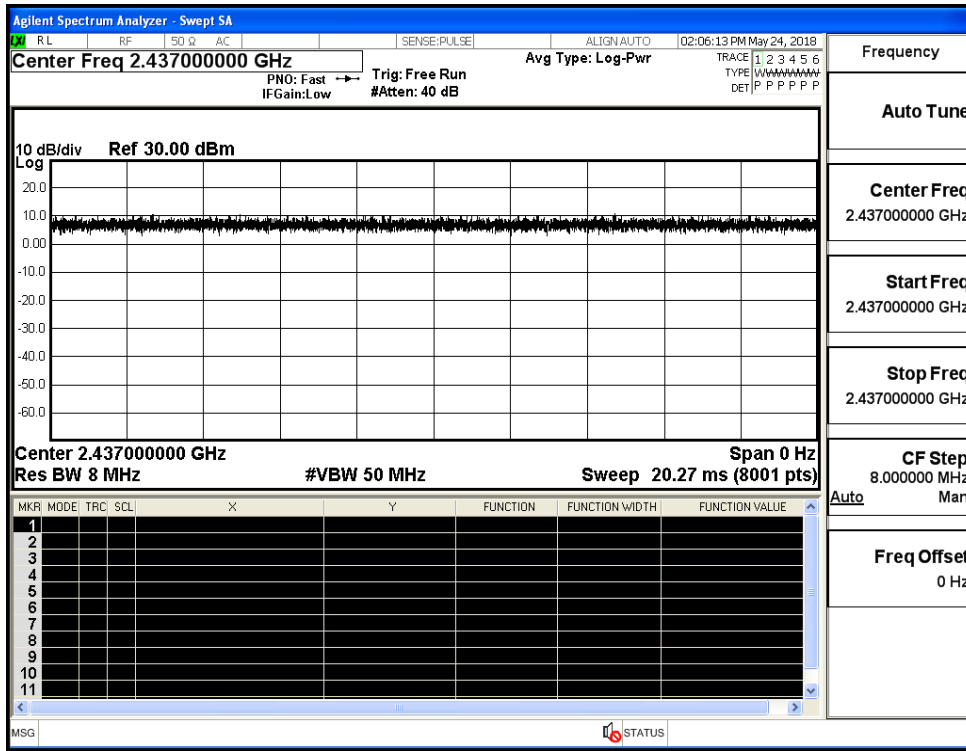 Agilent Spectrum Analyzer - Swept SA
LXI RL RF 50 Ω AC SENSE:PULSE ALIGN AUTO 02:06:13 PM May 24, 2018
Center Freq 2.437000000 GHz Avg Type: Log-Pwr TRACE 1 2 3 4 5 6
PNO: Fast Trig: Free Run TYPE
IFGain:Low #Atten: 40 dB DET P P P P P P
10 dB/div Ref 30.00 dBm
Log
20.0
10.0
0.00
-10.0
-20.0
-30.0
-40.0
-50.0
-60.0
Center 2.437000000 GHz Span 0 Hz
Res BW 8 MHz #VBW 50 MHz Sweep 20.27 ms (8001 pts)
MKR MODE TRC SCL X Y FUNCTION FUNCTION WIDTH FUNCTION VALUE
1
2
3
4
5
6
7
8
9
10
11
MSG STATUS
Frequency
Auto Tune
Center Freq
2.437000000 GHz
Start Freq
2.437000000 GHz
Stop Freq
2.437000000 GHz
CF Step
8.000000 MHz
Auto Man
Freq Offset
0 Hz